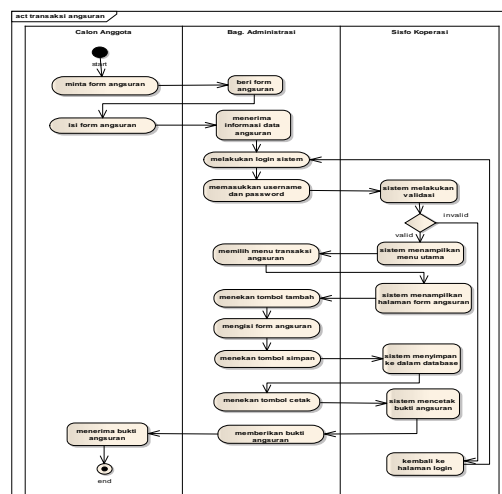 act transaksi angsuran
Calon Anggota
Bag. Administrasi
Sisfo Koperasi
start
minta form angsuran
beri form
angsuran
isi form angsuran
menerima
informasi data
angsuran
melakukan login sistem
memasukkan username
dan password
sistem melakukan
validasi
invalid
valid
sistem menampilkan
menu utama
memilih menu transaksi
angsuran
sistem menampilkan
halaman form angsuran
menekan tombol tambah
mengisi form angsuran
menekan tombol simpan
sistem menyimpan
ke dalam database
menekan tombol cetak
sistem mencetak
bukti angsuran
memberikan bukti
angsuran
menerima bukti
angsuran
kembali ke
halaman login
end